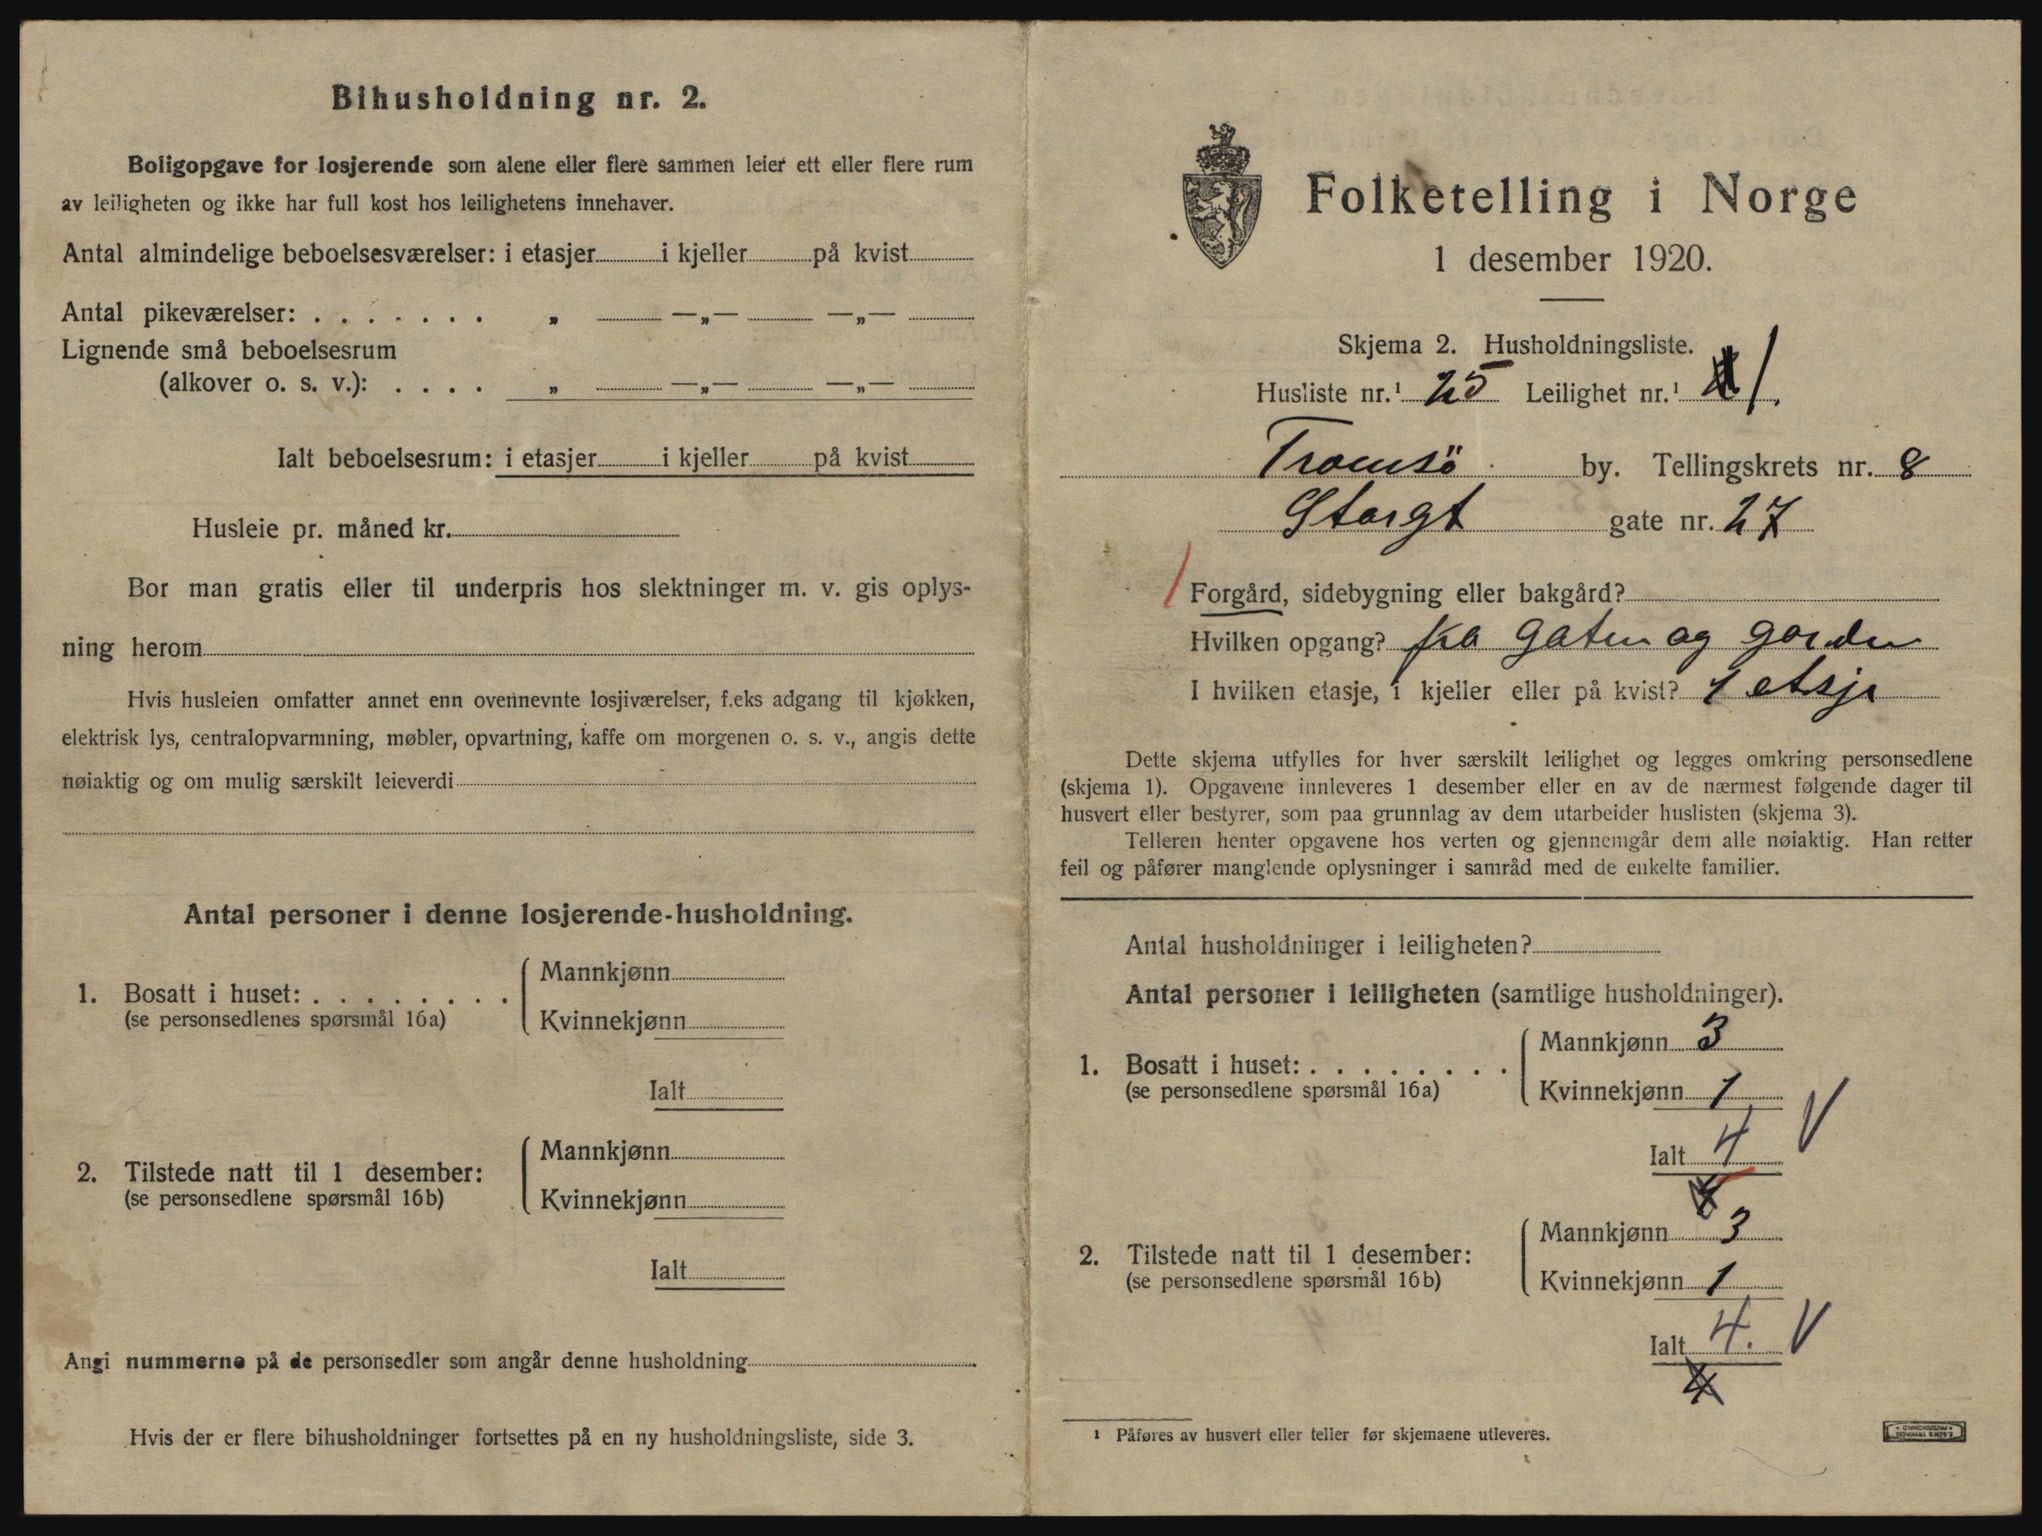 Bihusholdning nr. 2.
Boligopgave for losjerende som alene eller flere sammen leier ett eller flere rum
av leiligheten og ikke har full kost hos leilighetens innehaver.
Antal almindelige beboelsesværelser: i etasjer i kjeller på kvist
Antal pikeværelser: . . . . . . . „ —„— —„—
Lignende små beboelsesrum
(alkover o. s. v.): . . . . „ —„— —„—
Ialt beboelsesrum: i etasjer i kjeller på kvist
Husleie pr. måned kr.
Bor man gratis eller til underpris hos slektninger m. v. gis oplys-
ning herom
Hvis husleien omfatter annet enn ovennevnte losjiværelser, f.eks adgang til kjøkken,
elektrisk lys, centralopvarmning, møbler, opvartning, kaffe om morgenen o. s. v., angis dette
nøiaktig og om mulig særskilt leieverdi
Antal personer i denne losjerende-husholdning.
1. Bosatt i huset: . . . . . . . . Mannkjønn
(se personsedlenes spørsmål 16a) Kvinnekjønn
Ialt
2. Tilstede natt til 1 desember: Mannkjønn
(se personsedlene spørsmål 16b) Kvinnekjønn
Ialt
Angi nummerne på de personsedler som angår denne husholdning
Hvis der er flere bihusholdninger fortsettes på en ny husholdningsliste, side 3.
Folketelling i Norge
1 desember 1920.
Skjema 2. Husholdningsliste.
Husliste nr.¹ 25 Leilighet nr.¹ 1
Tromsö by. Tellingskrets nr. 8
Storgt gate nr. 27
Forgård, sidebygning eller bakgård?
Hvilken opgang? fra gaten og gorden
I hvilken etasje, i kjeller eller på kvist? 1 etsje
Dette skjema utfylles for hver særskilt leilighet og legges omkring personsedlene
(skjema 1). Opgavene innleveres 1 desember eller en av de nærmest følgende dager til
husvert eller bestyrer, som paa grunnlag av dem utarbeider huslisten (skjema 3).
Telleren henter opgavene hos verten og gjennemgår dem alle nøiaktig. Han retter
feil og påfører manglende oplysninger i samråd med de enkelte familier.
Antal husholdninger i leiligheten?
Antal personer i leiligheten (samtlige husholdninger).
1. Bosatt i huset: . . . . . . . . Mannkjønn 3
(se personsedlene spørsmål 16a) Kvinnekjønn 1
Ialt 4
2. Tilstede natt til 1 desember: Mannkjønn 3
(se personsedlene spørsmål 16b) Kvinnekjønn 1
Ialt 4.
4
¹ Påføres av husvert eller teller før skjemaene utleveres.